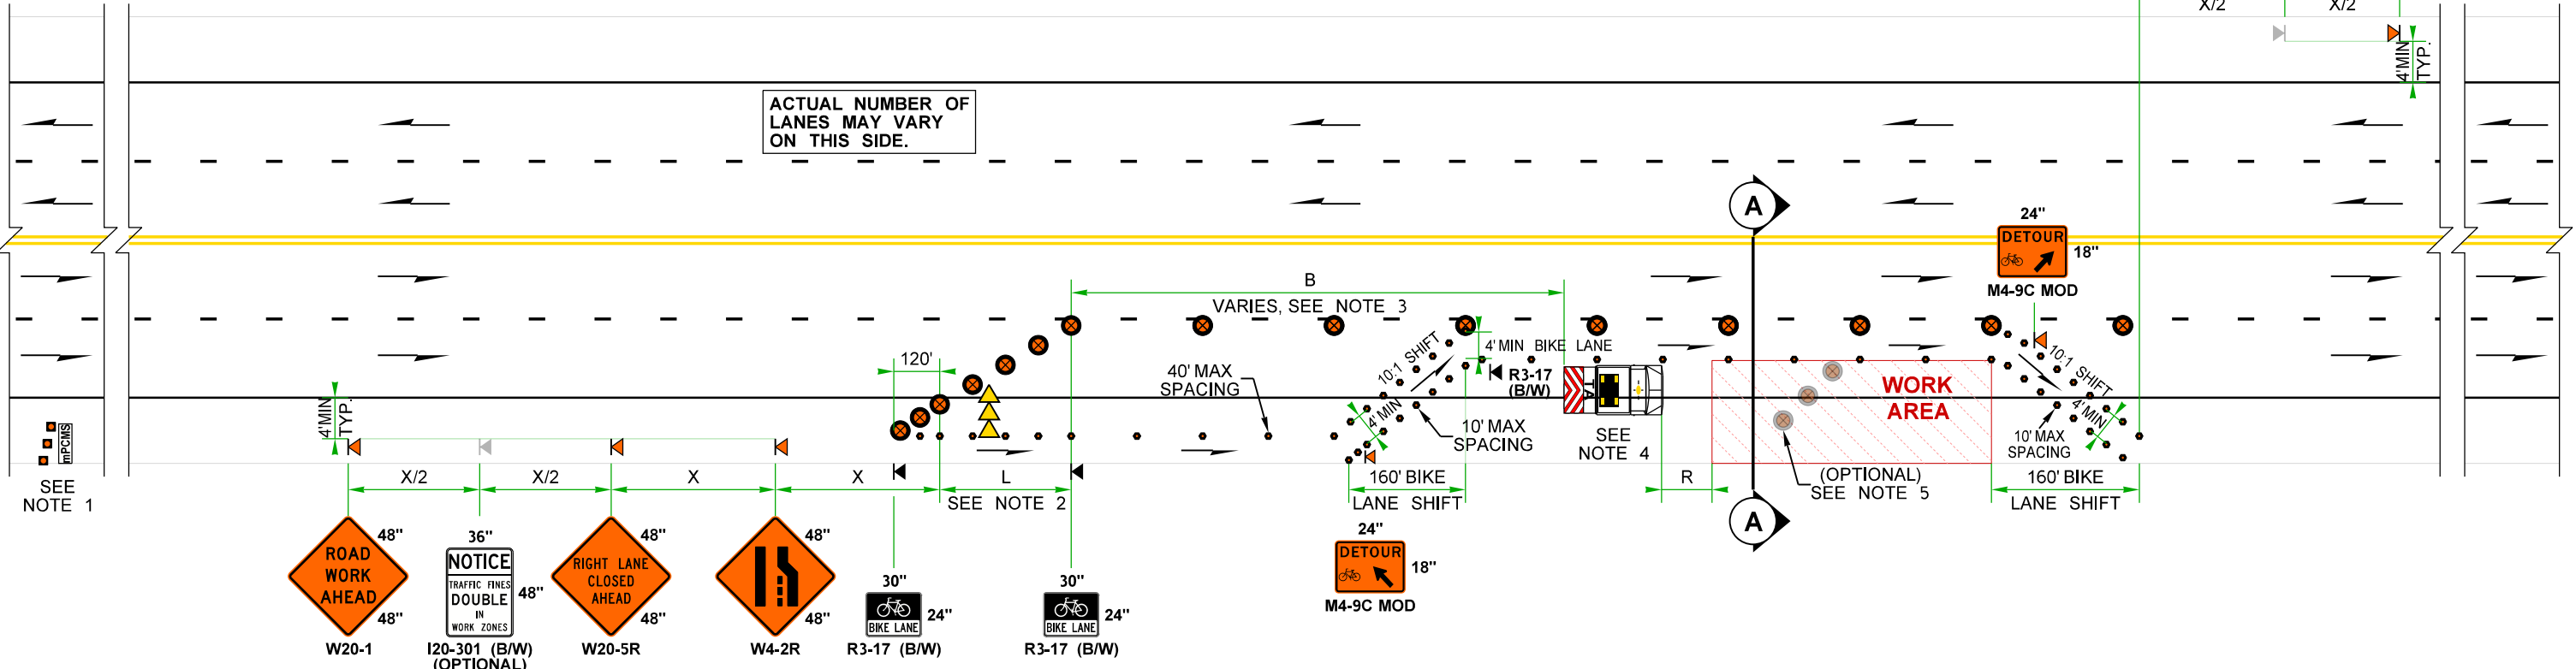 X/2
X/2
4'MIN
TYP.
ACTUAL NUMBER OF
LANES MAY VARY
ON THIS SIDE.
A
24"
DETOUR
18"
M4-9C MOD
B
VARIES, SEE NOTE 3
120'
4'MIN
TYP.
40' MAX
SPACING
10:1 SHIFT
4' MIN
4' MIN BIKE LANE
R3-17
(B/W)
10' MAX
SPACING
TA
SEE
NOTE 4
WORK
AREA
10:1 SHIFT
4' MIN
10' MAX
SPACING
mPCMS
SEE
NOTE 1
X/2
X/2
X
X
L
SEE NOTE 2
160' BIKE
LANE SHIFT
R
(OPTIONAL)
SEE NOTE 5
160' BIKE
LANE SHIFT
A
ROAD
WORK
AHEAD
48"
48"
W20-1
36"
NOTICE
TRAFFIC FINES
DOUBLE
IN
WORK ZONES
48"
I20-301 (B/W)
(OPTIONAL)
RIGHT LANE
CLOSED
AHEAD
48"
48"
W20-5R
48"
48"
W4-2R
30"
BIKE LANE
24"
R3-17 (B/W)
30"
BIKE LANE
24"
R3-17 (B/W)
24"
DETOUR
18"
M4-9C MOD